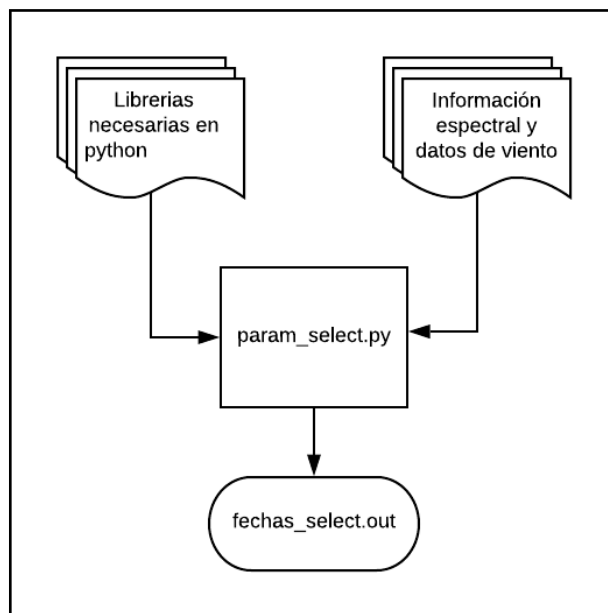 Librerias
necesarias en
python
Información
espectral y
datos de viento
param_select.py
fechas_select.out